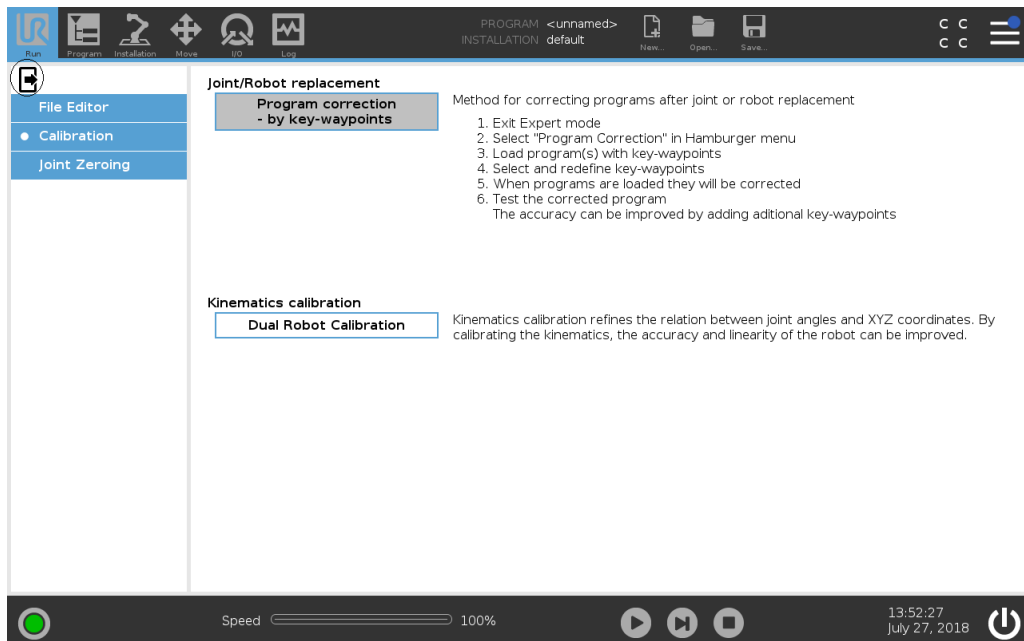 UR
Run
Program
Installation
Move
I/O
Log
PROGRAM <unnamed>
INSTALLATION default
New...
Open...
Save...
C C
C C
File Editor
Calibration
Joint Zeroing
Joint/Robot replacement
Program correction
- by key-waypoints
Method for correcting programs after joint or robot replacement
1. Exit Expert mode
2. Select "Program Correction" in Hamburger menu
3. Load program(s) with key-waypoints
4. Select and redefine key-waypoints
5. When programs are loaded they will be corrected
6. Test the corrected program
The accuracy can be improved by adding aditional key-waypoints
Kinematics calibration
Dual Robot Calibration
Kinematics calibration refines the relation between joint angles and XYZ coordinates. By
calibrating the kinematics, the accuracy and linearity of the robot can be improved.
Speed 100%
13:52:27
July 27, 2018